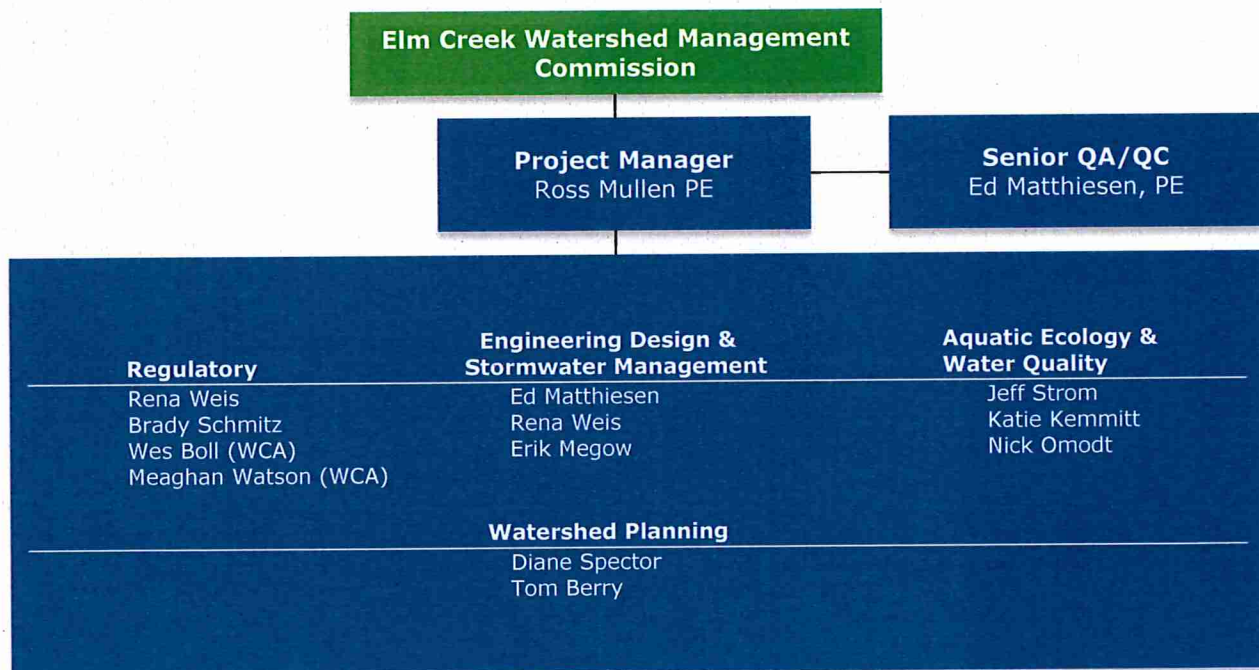 Elm Creek Watershed Management
Commission
Project Manager
Ross Mullen PE
Senior QA/QC
Ed Matthiesen, PE
Regulatory
Rena Weis
Brady Schmitz
Wes Boll (WCA)
Meaghan Watson (WCA)
Engineering Design &
Stormwater Management
Ed Matthiesen
Rena Weis
Erik Megow
Aquatic Ecology &
Water Quality
Jeff Strom
Katie Kemmitt
Nick Omodt
Watershed Planning
Diane Spector
Tom Berry